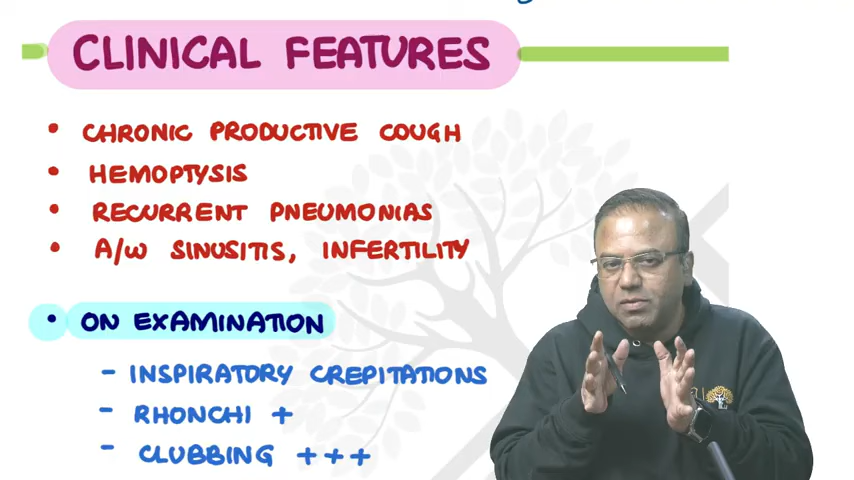 CLINICAL FEATURES
• CHRONIC PRODUCTIVE COUGH
• HEMOPTYSIS
• RECURRENT PNEUMONIAS
• A/W SINUSITIS, INFERTILITY
• ON EXAMINATION
- INSPIRATORY CREPITATIONS
- RHONCHI +
- CLUBBING +++